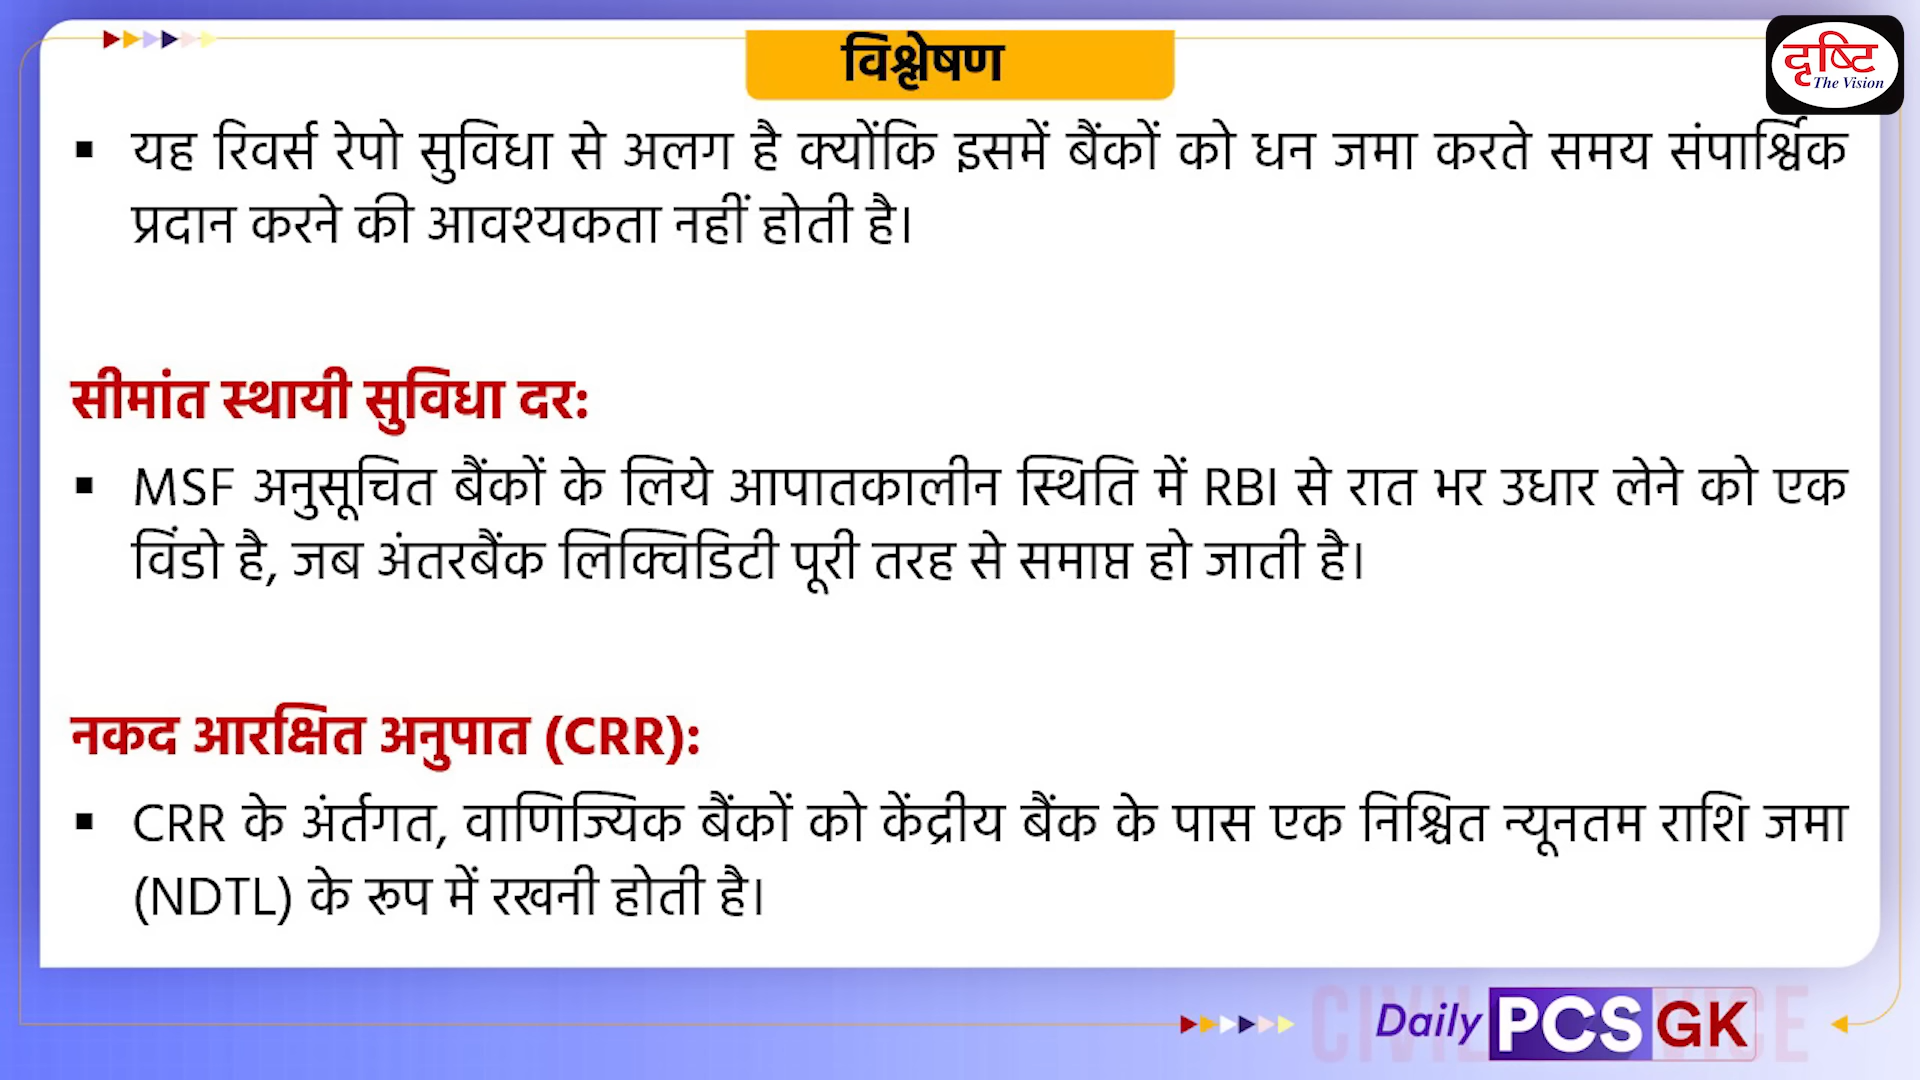 विश्लेषण
दृष्टि
The Vision
▪ यह रिवर्स रेपो सुविधा से अलग है क्योंकि इसमें बैंकों को धन जमा करते समय संपार्श्विक
प्रदान करने की आवश्यकता नहीं होती है।
सीमांत स्थायी सुविधा दर:
▪ MSF अनुसूचित बैंकों के लिये आपातकालीन स्थिति में RBI से रात भर उधार लेने को एक
विंडो है, जब अंतरबैंक लिक्विडिटी पूरी तरह से समाप्त हो जाती है।
नकद आरक्षित अनुपात (CRR):
▪ CRR के अंर्तगत, वाणिज्यिक बैंकों को केंद्रीय बैंक के पास एक निश्चित न्यूनतम राशि जमा
(NDTL) के रूप में रखनी होती है।
Daily PCS GK